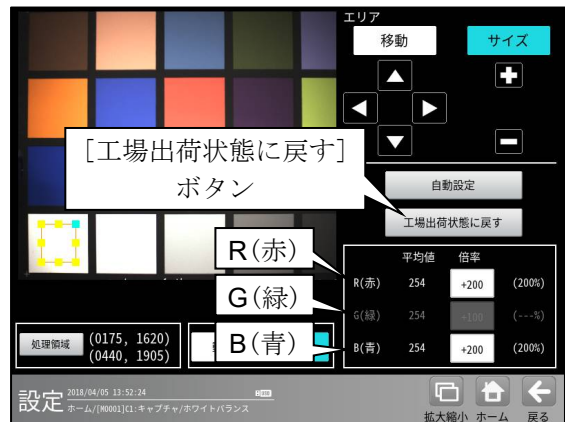 エリア
移動
サイズ
[工場出荷状態に戻す]
ボタン
自動設定
工場出荷状態に戻す
平均値 倍率
R(赤)
R(赤) 254 +200 (200%)
G(緑)
G(緑) 254 +100 (---%)
B(青)
B(青) 254 +200 (200%)
処理領域 (0175, 1620)
(0440, 1905)
設定
2018/04/05 13:52:24
ホーム/[M0001]C1:キャプチャ/ホワイトバランス
拡大縮小 ホーム 戻る